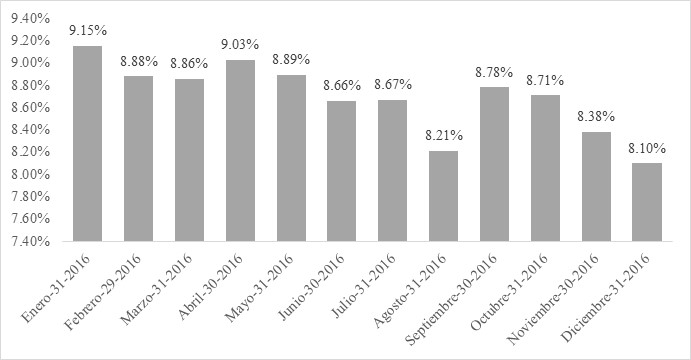 9.40%
9.20%
9.00%
8.80%
8.60%
8.40%
8.20%
8.00%
7.80%
7.60%
7.40%
9.15%
8.88%
8.86%
9.03%
8.89%
8.66%
8.67%
8.21%
8.78%
8.71%
8.38%
8.10%
Enero-31-2016
Febrero-29-2016
Marzo-31-2016
Abril-30-2016
Mayo-31-2016
Junio-30-2016
Julio-31-2016
Agosto-31-2016
Septiembre-30-2016
Octubre-31-2016
Noviembre-30-2016
Diciembre-31-2016